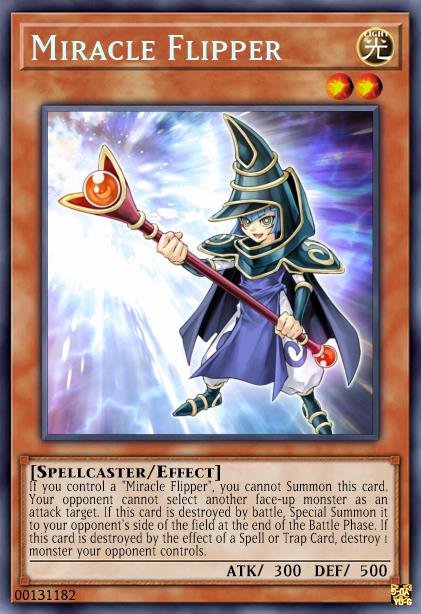 MIRACLE FLIPPER
LIGHT
光
[SPELLCASTER/EFFECT]
If you control a "Miracle Flipper", you cannot Summon this card.
Your opponent cannot select another face-up monster as an
attack target. If this card is destroyed by battle, Special Summon it
to your opponent's side of the field at the end of the Battle Phase. If
this card is destroyed by the effect of a Spell or Trap Card, destroy 1
monster your opponent controls.
ATK/ 300 DEF/ 500
00131182